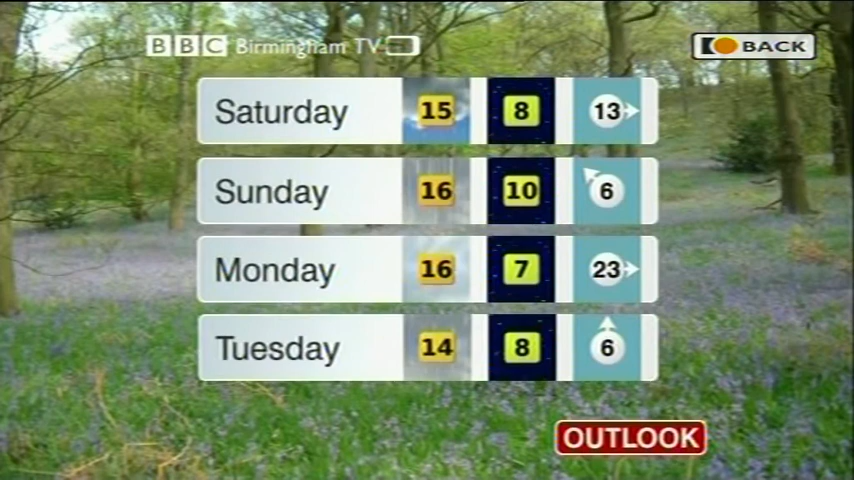 BBC Birmingham TV
BACK
Saturday 15 8 13
Sunday 16 10 6
Monday 16 7 23
Tuesday 14 8 6
OUTLOOK